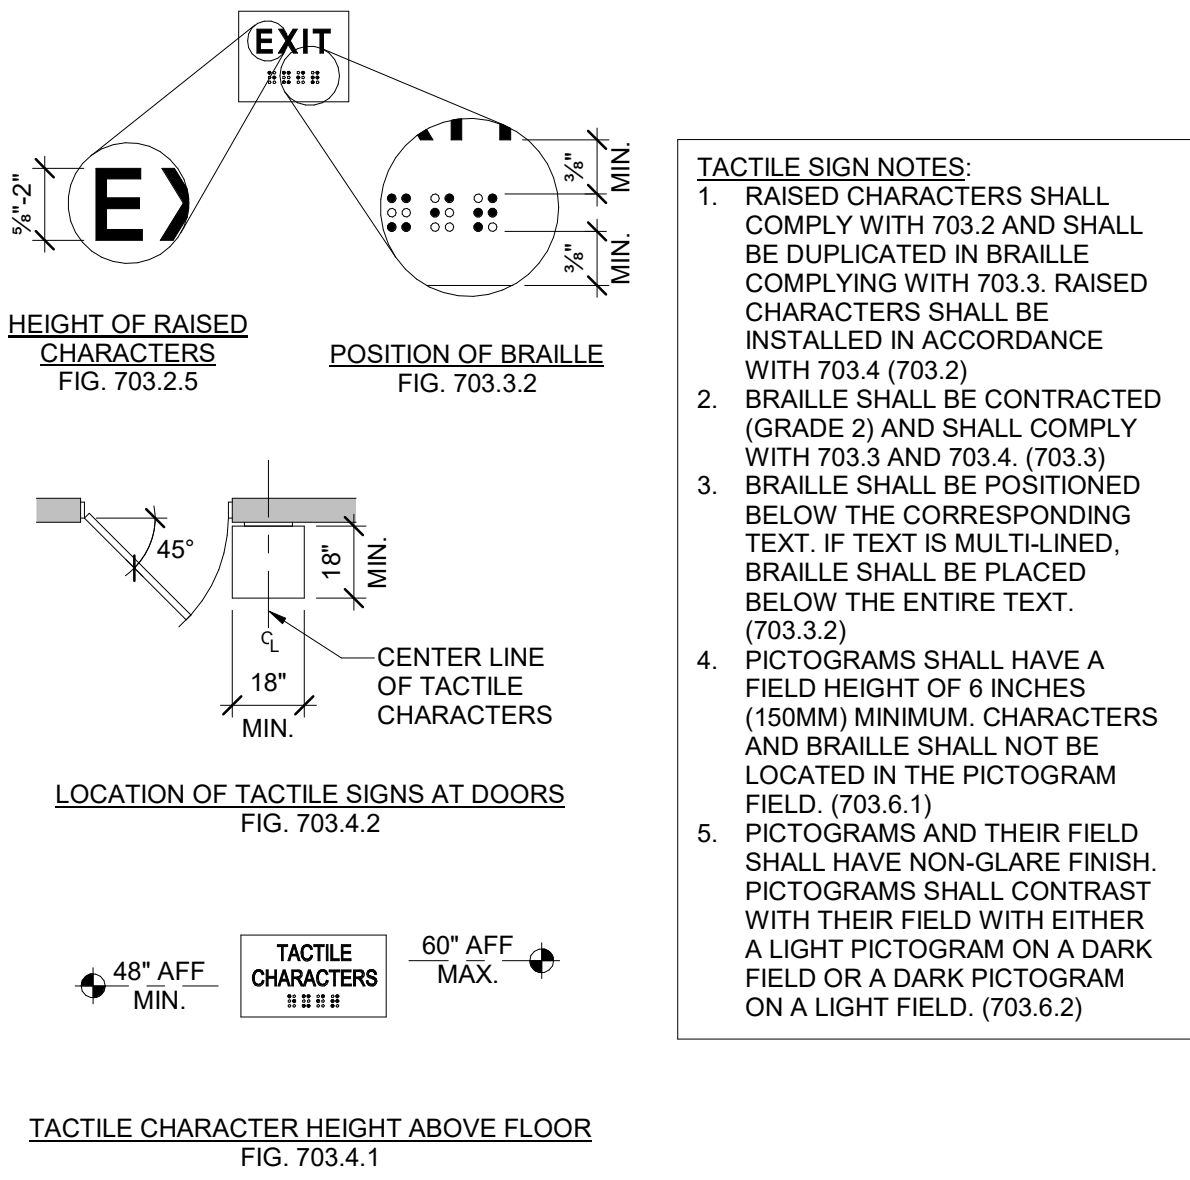 EXIT
EX
⅝"-2"
HEIGHT OF RAISED
CHARACTERS
FIG. 703.2.5
⅜"
MIN.
⅜"
MIN.
POSITION OF BRAILLE
FIG. 703.3.2
45°
18"
MIN.
CL
18"
MIN.
CENTER LINE
OF TACTILE
CHARACTERS
LOCATION OF TACTILE SIGNS AT DOORS
FIG. 703.4.2
48" AFF
MIN.
TACTILE
CHARACTERS
60" AFF
MAX.
TACTILE CHARACTER HEIGHT ABOVE FLOOR
FIG. 703.4.1
TACTILE SIGN NOTES:
1. RAISED CHARACTERS SHALL
COMPLY WITH 703.2 AND SHALL
BE DUPLICATED IN BRAILLE
COMPLYING WITH 703.3. RAISED
CHARACTERS SHALL BE
INSTALLED IN ACCORDANCE
WITH 703.4 (703.2)
2. BRAILLE SHALL BE CONTRACTED
(GRADE 2) AND SHALL COMPLY
WITH 703.3 AND 703.4. (703.3)
3. BRAILLE SHALL BE POSITIONED
BELOW THE CORRESPONDING
TEXT. IF TEXT IS MULTI-LINED,
BRAILLE SHALL BE PLACED
BELOW THE ENTIRE TEXT.
(703.3.2)
4. PICTOGRAMS SHALL HAVE A
FIELD HEIGHT OF 6 INCHES
(150MM) MINIMUM. CHARACTERS
AND BRAILLE SHALL NOT BE
LOCATED IN THE PICTOGRAM
FIELD. (703.6.1)
5. PICTOGRAMS AND THEIR FIELD
SHALL HAVE NON-GLARE FINISH.
PICTOGRAMS SHALL CONTRAST
WITH THEIR FIELD WITH EITHER
A LIGHT PICTOGRAM ON A DARK
FIELD OR A DARK PICTOGRAM
ON A LIGHT FIELD. (703.6.2)